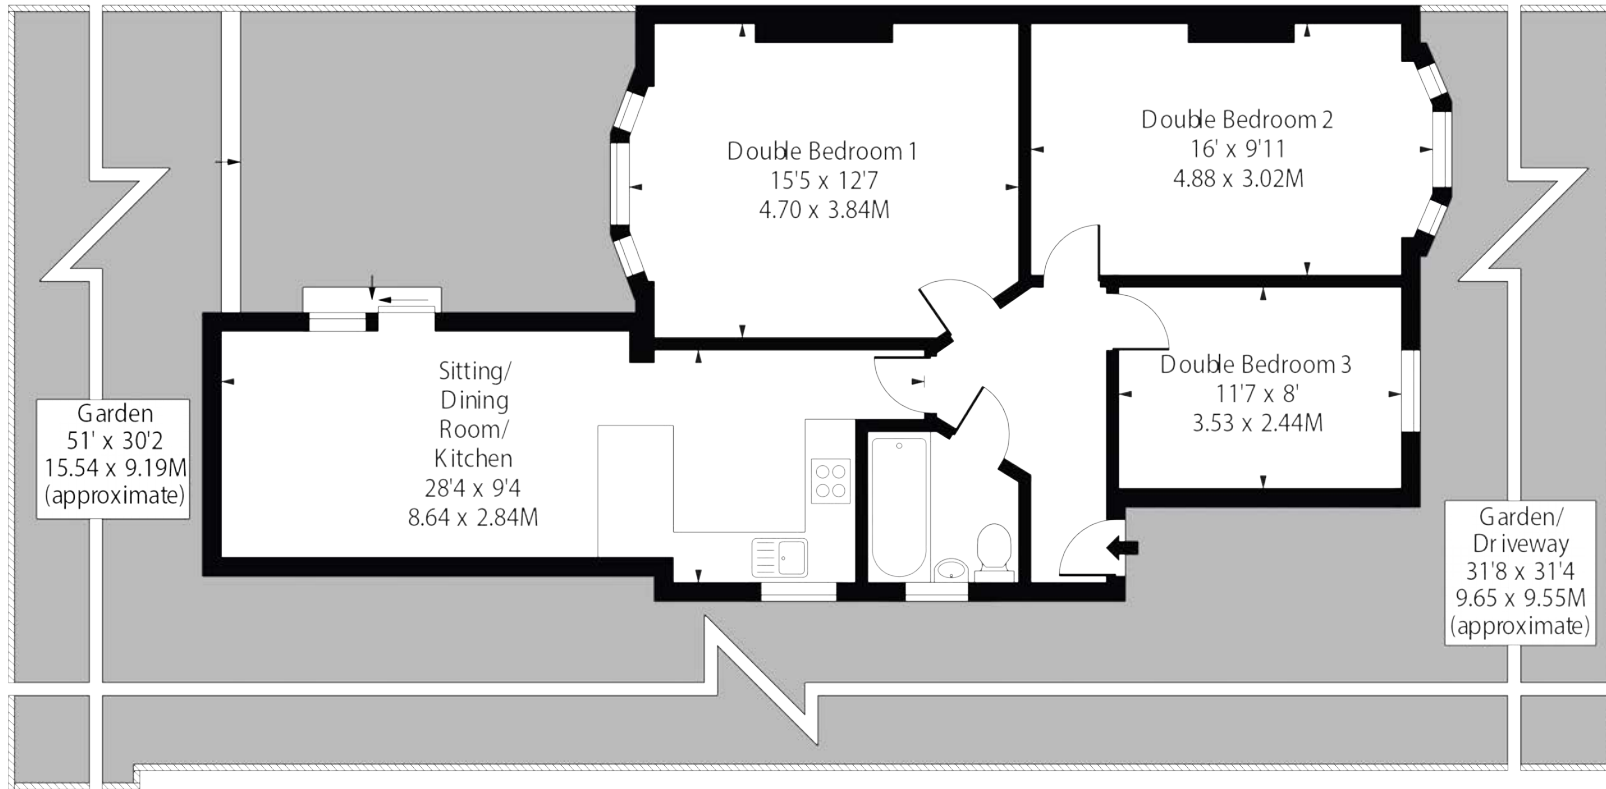 Double Bedroom 1
15'5 x 12'7
4.70 x 3.84M
Double Bedroom 2
16' x 9'11
4.88 x 3.02M
Double Bedroom 3
11'7 x 8'
3.53 x 2.44M
Sitting/
Dining
Room/
Kitchen
28'4 x 9'4
8.64 x 2.84M
Garden
51' x 30'2
15.54 x 9.19M
(approximate)
Garden/
Driveway
31'8 x 31'4
9.65 x 9.55M
(approximate)